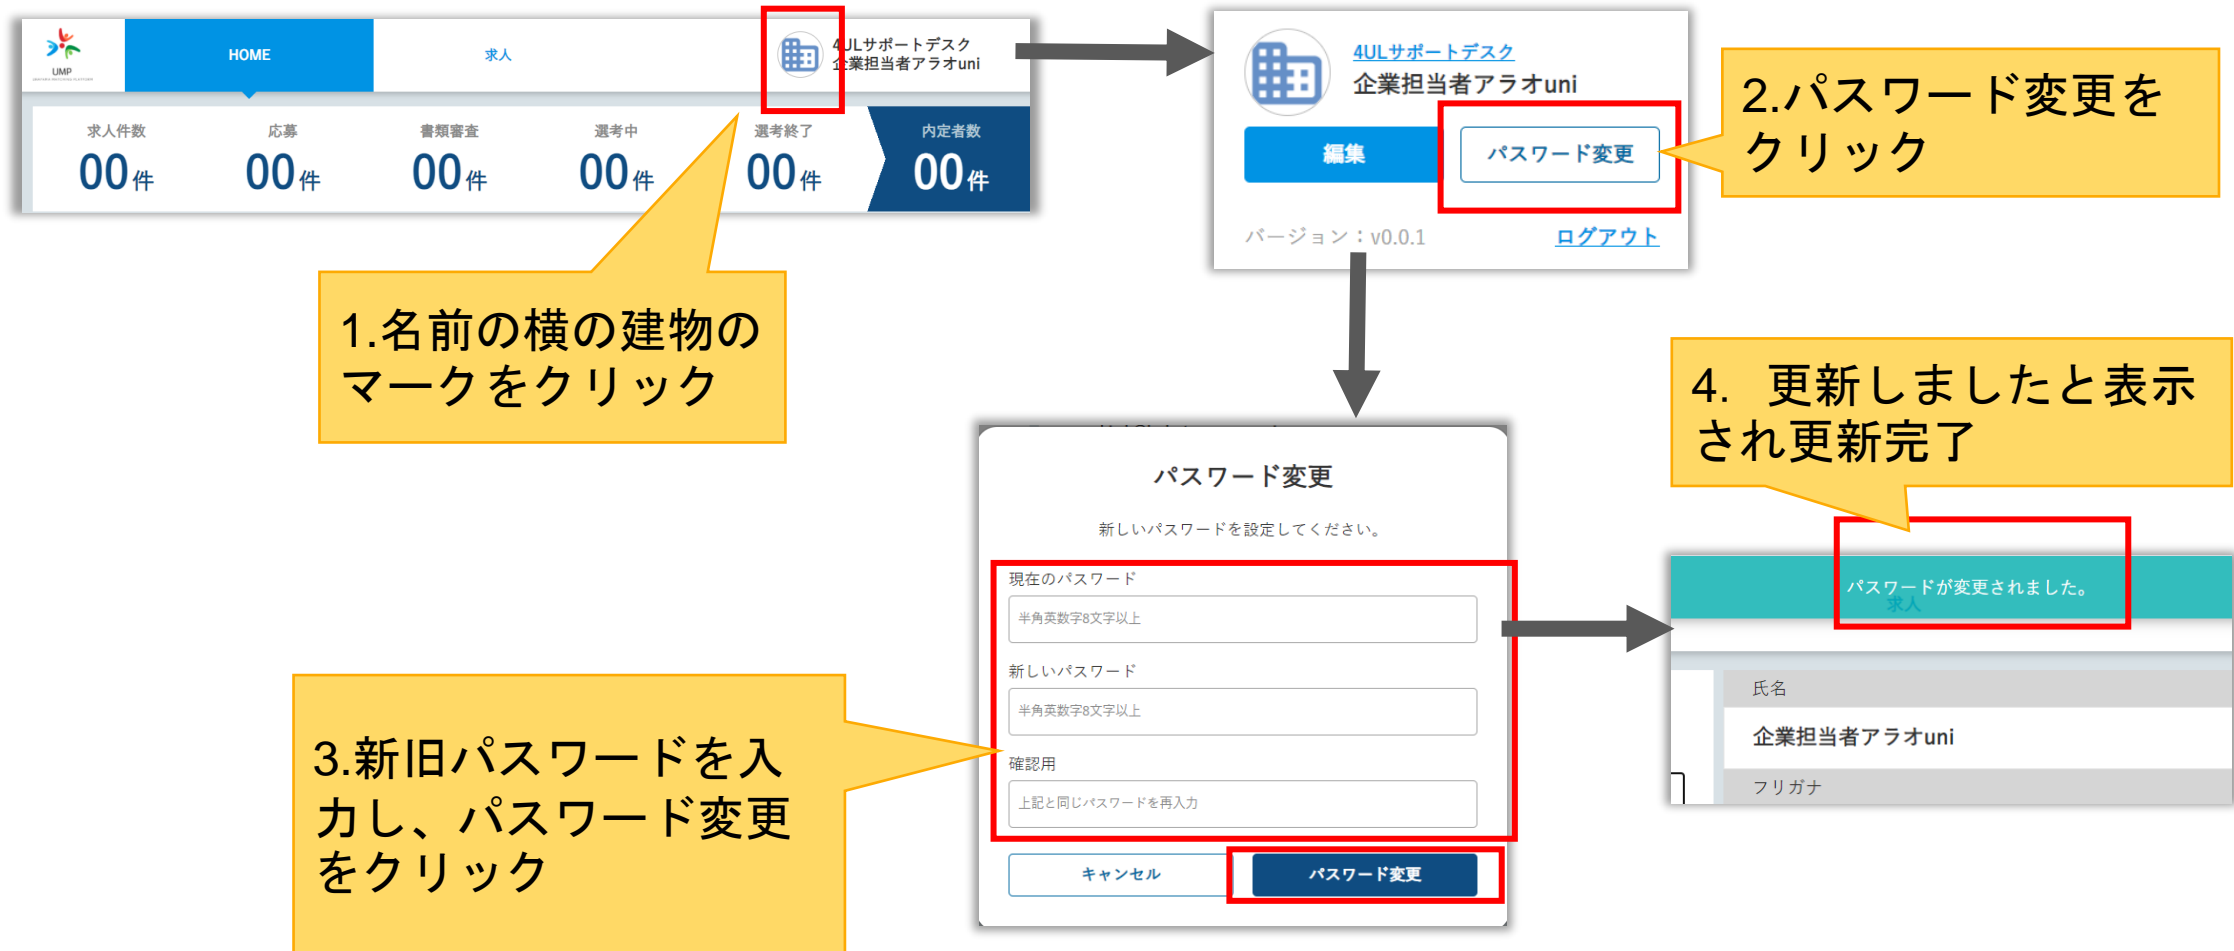 UMP
HOME
求人
4ULサポートデスク
企業担当者アラオuni
求人件数
00件
応募
00件
書類審査
00件
選考中
00件
選考終了
00件
内定者数
00件
1.名前の横の建物の
マークをクリック
4ULサポートデスク
企業担当者アラオuni
編集
パスワード変更
バージョン：v0.0.1
ログアウト
2.パスワード変更を
クリック
パスワード変更
新しいパスワードを設定してください。
現在のパスワード
半角英数字8文字以上
新しいパスワード
半角英数字8文字以上
確認用
上記と同じパスワードを再入力
キャンセル
パスワード変更
3.新旧パスワードを入
力し、パスワード変更
をクリック
4.　更新しましたと表示
され更新完了
パスワードが変更されました。
求人
氏名
企業担当者アラオuni
フリガナ